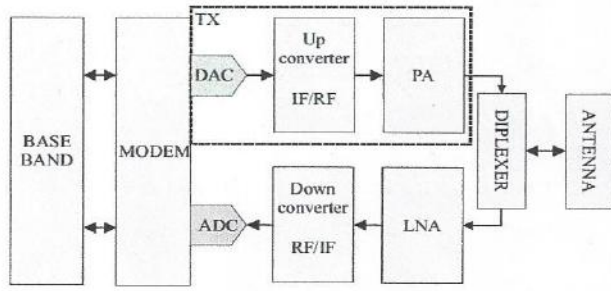 TX
BASE
BAND
MODEM
DAC
Up
converter
IF/RF
PA
DIPLEXER
ANTENNA
ADC
Down
converter
RF/IF
LNA